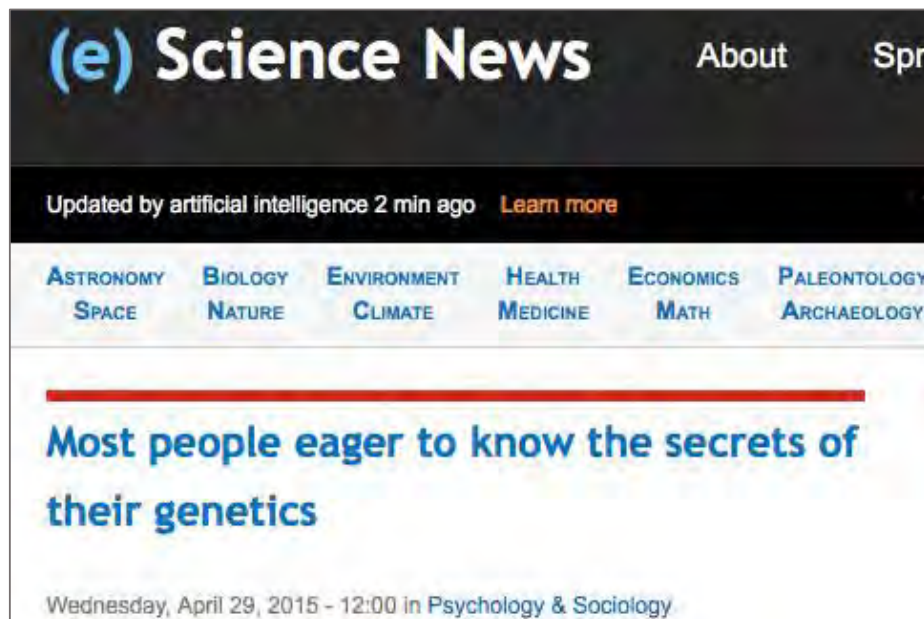 (e) Science News About Spr
Updated by artificial intelligence 2 min ago Learn more
ASTRONOMY BIOLOGY ENVIRONMENT HEALTH ECONOMICS PALEONTOLOGY
SPACE NATURE CLIMATE MEDICINE MATH ARCHAEOLOGY
Most people eager to know the secrets of
their genetics
Wednesday, April 29, 2015 - 12:00 in Psychology & Sociology